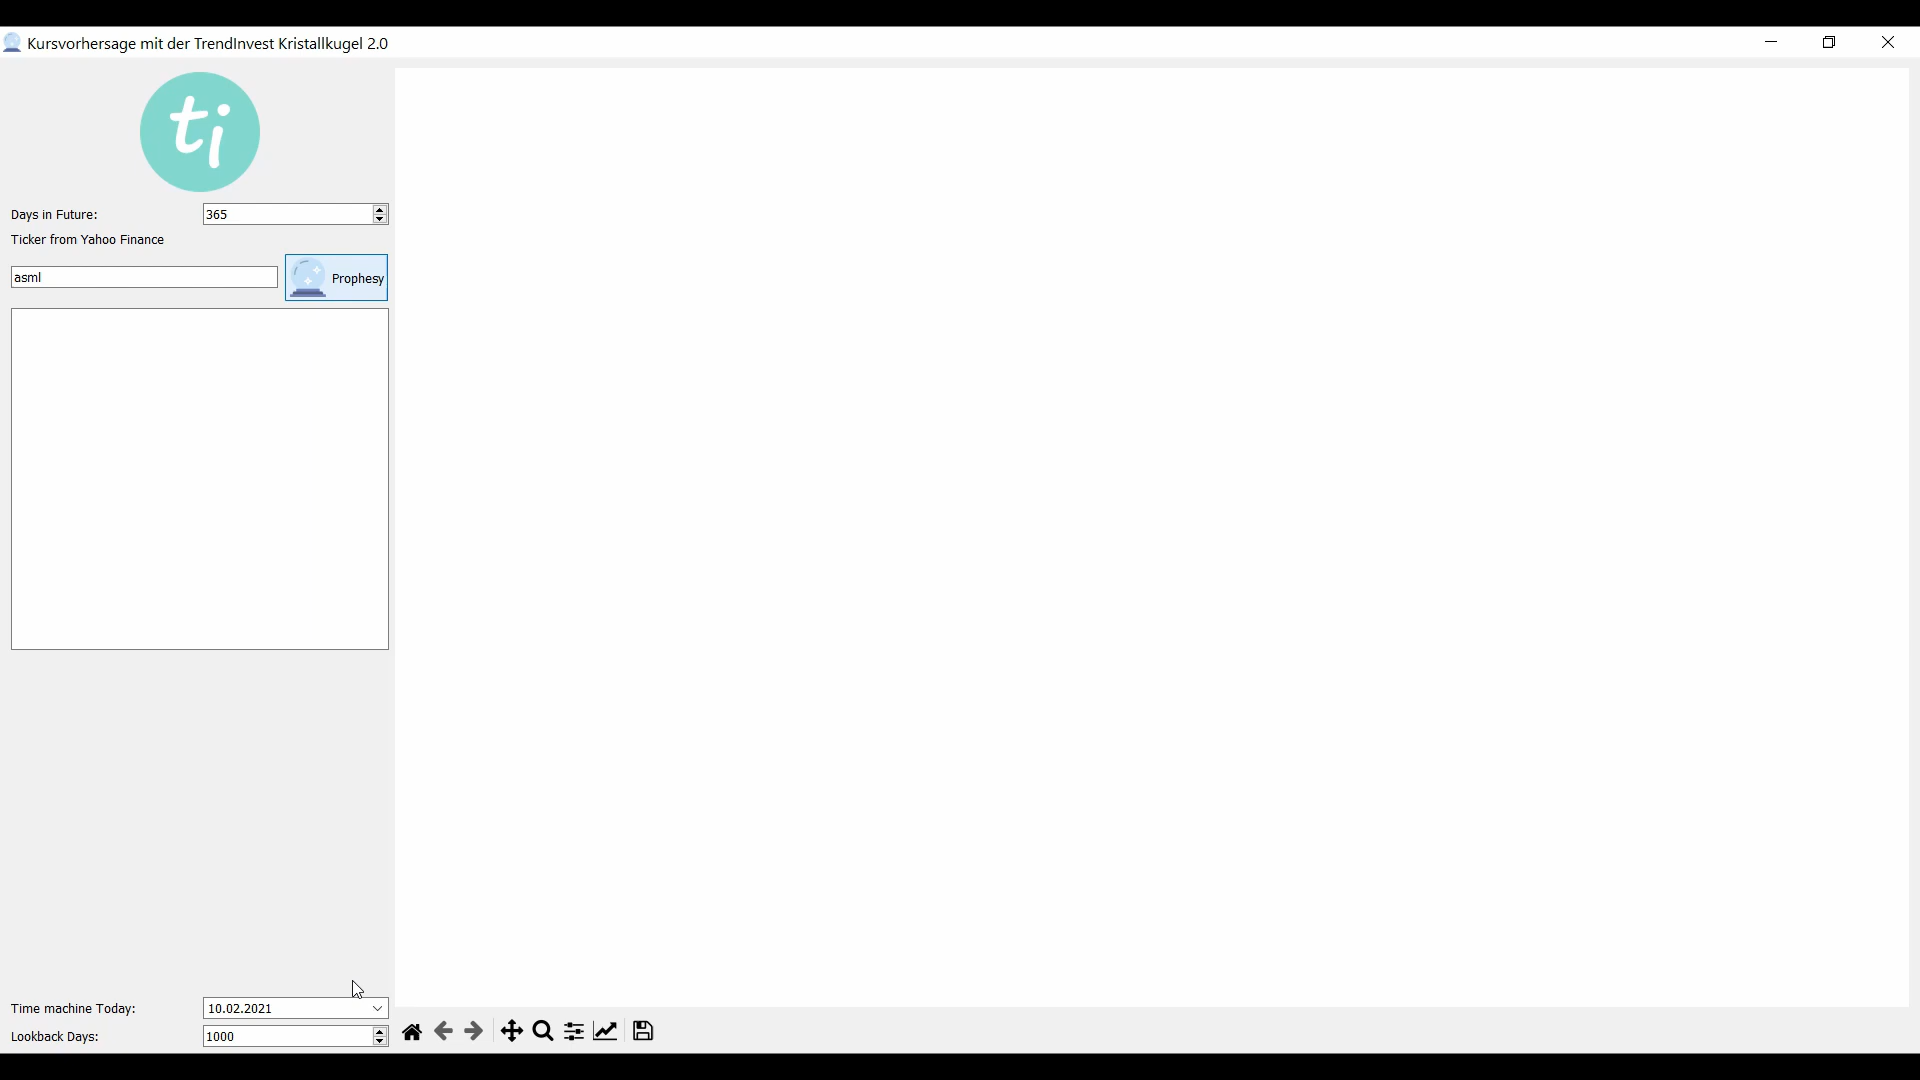 Kursvorhersage mit der TrendInvest Kristallkugel 2.0
ti
Days in Future: 365
Ticker from Yahoo Finance
asml Prophesy
Time machine Today: 10.02.2021
Lookback Days: 1000